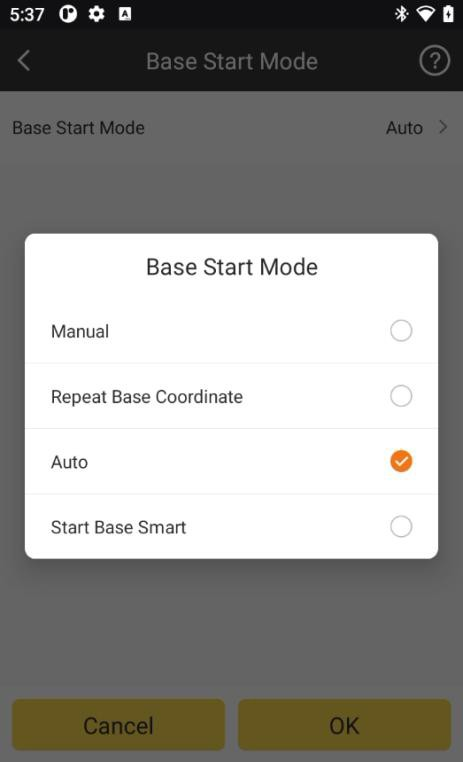 5:37
Base Start Mode
Base Start Mode Auto
Base Start Mode
Manual
Repeat Base Coordinate
Auto
Start Base Smart
Cancel OK